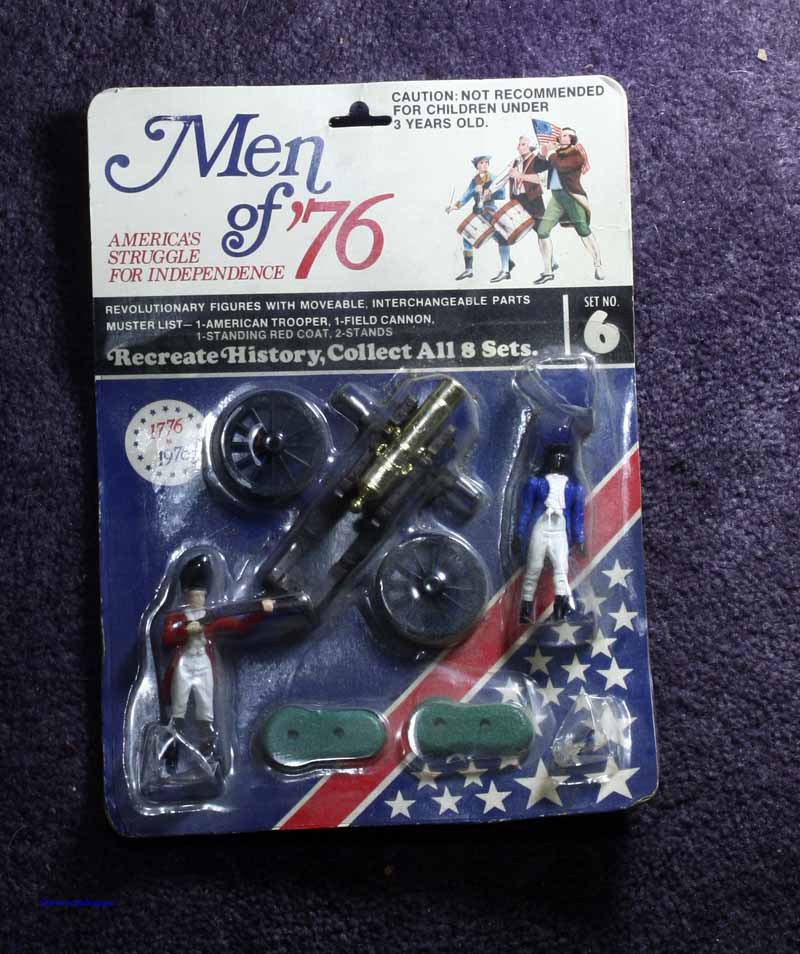 CAUTION: NOT RECOMMENDED
FOR CHILDREN UNDER
3 YEARS OLD.
Men
of '76
AMERICA'S
STRUGGLE
FOR INDEPENDENCE
REVOLUTIONARY FIGURES WITH MOVEABLE, INTERCHANGEABLE PARTS
MUSTER LIST— 1-AMERICAN TROOPER, 1-FIELD CANNON,
1-STANDING RED COAT, 2-STANDS
Recreate History, Collect All 8 Sets.
SET NO.
6
1776